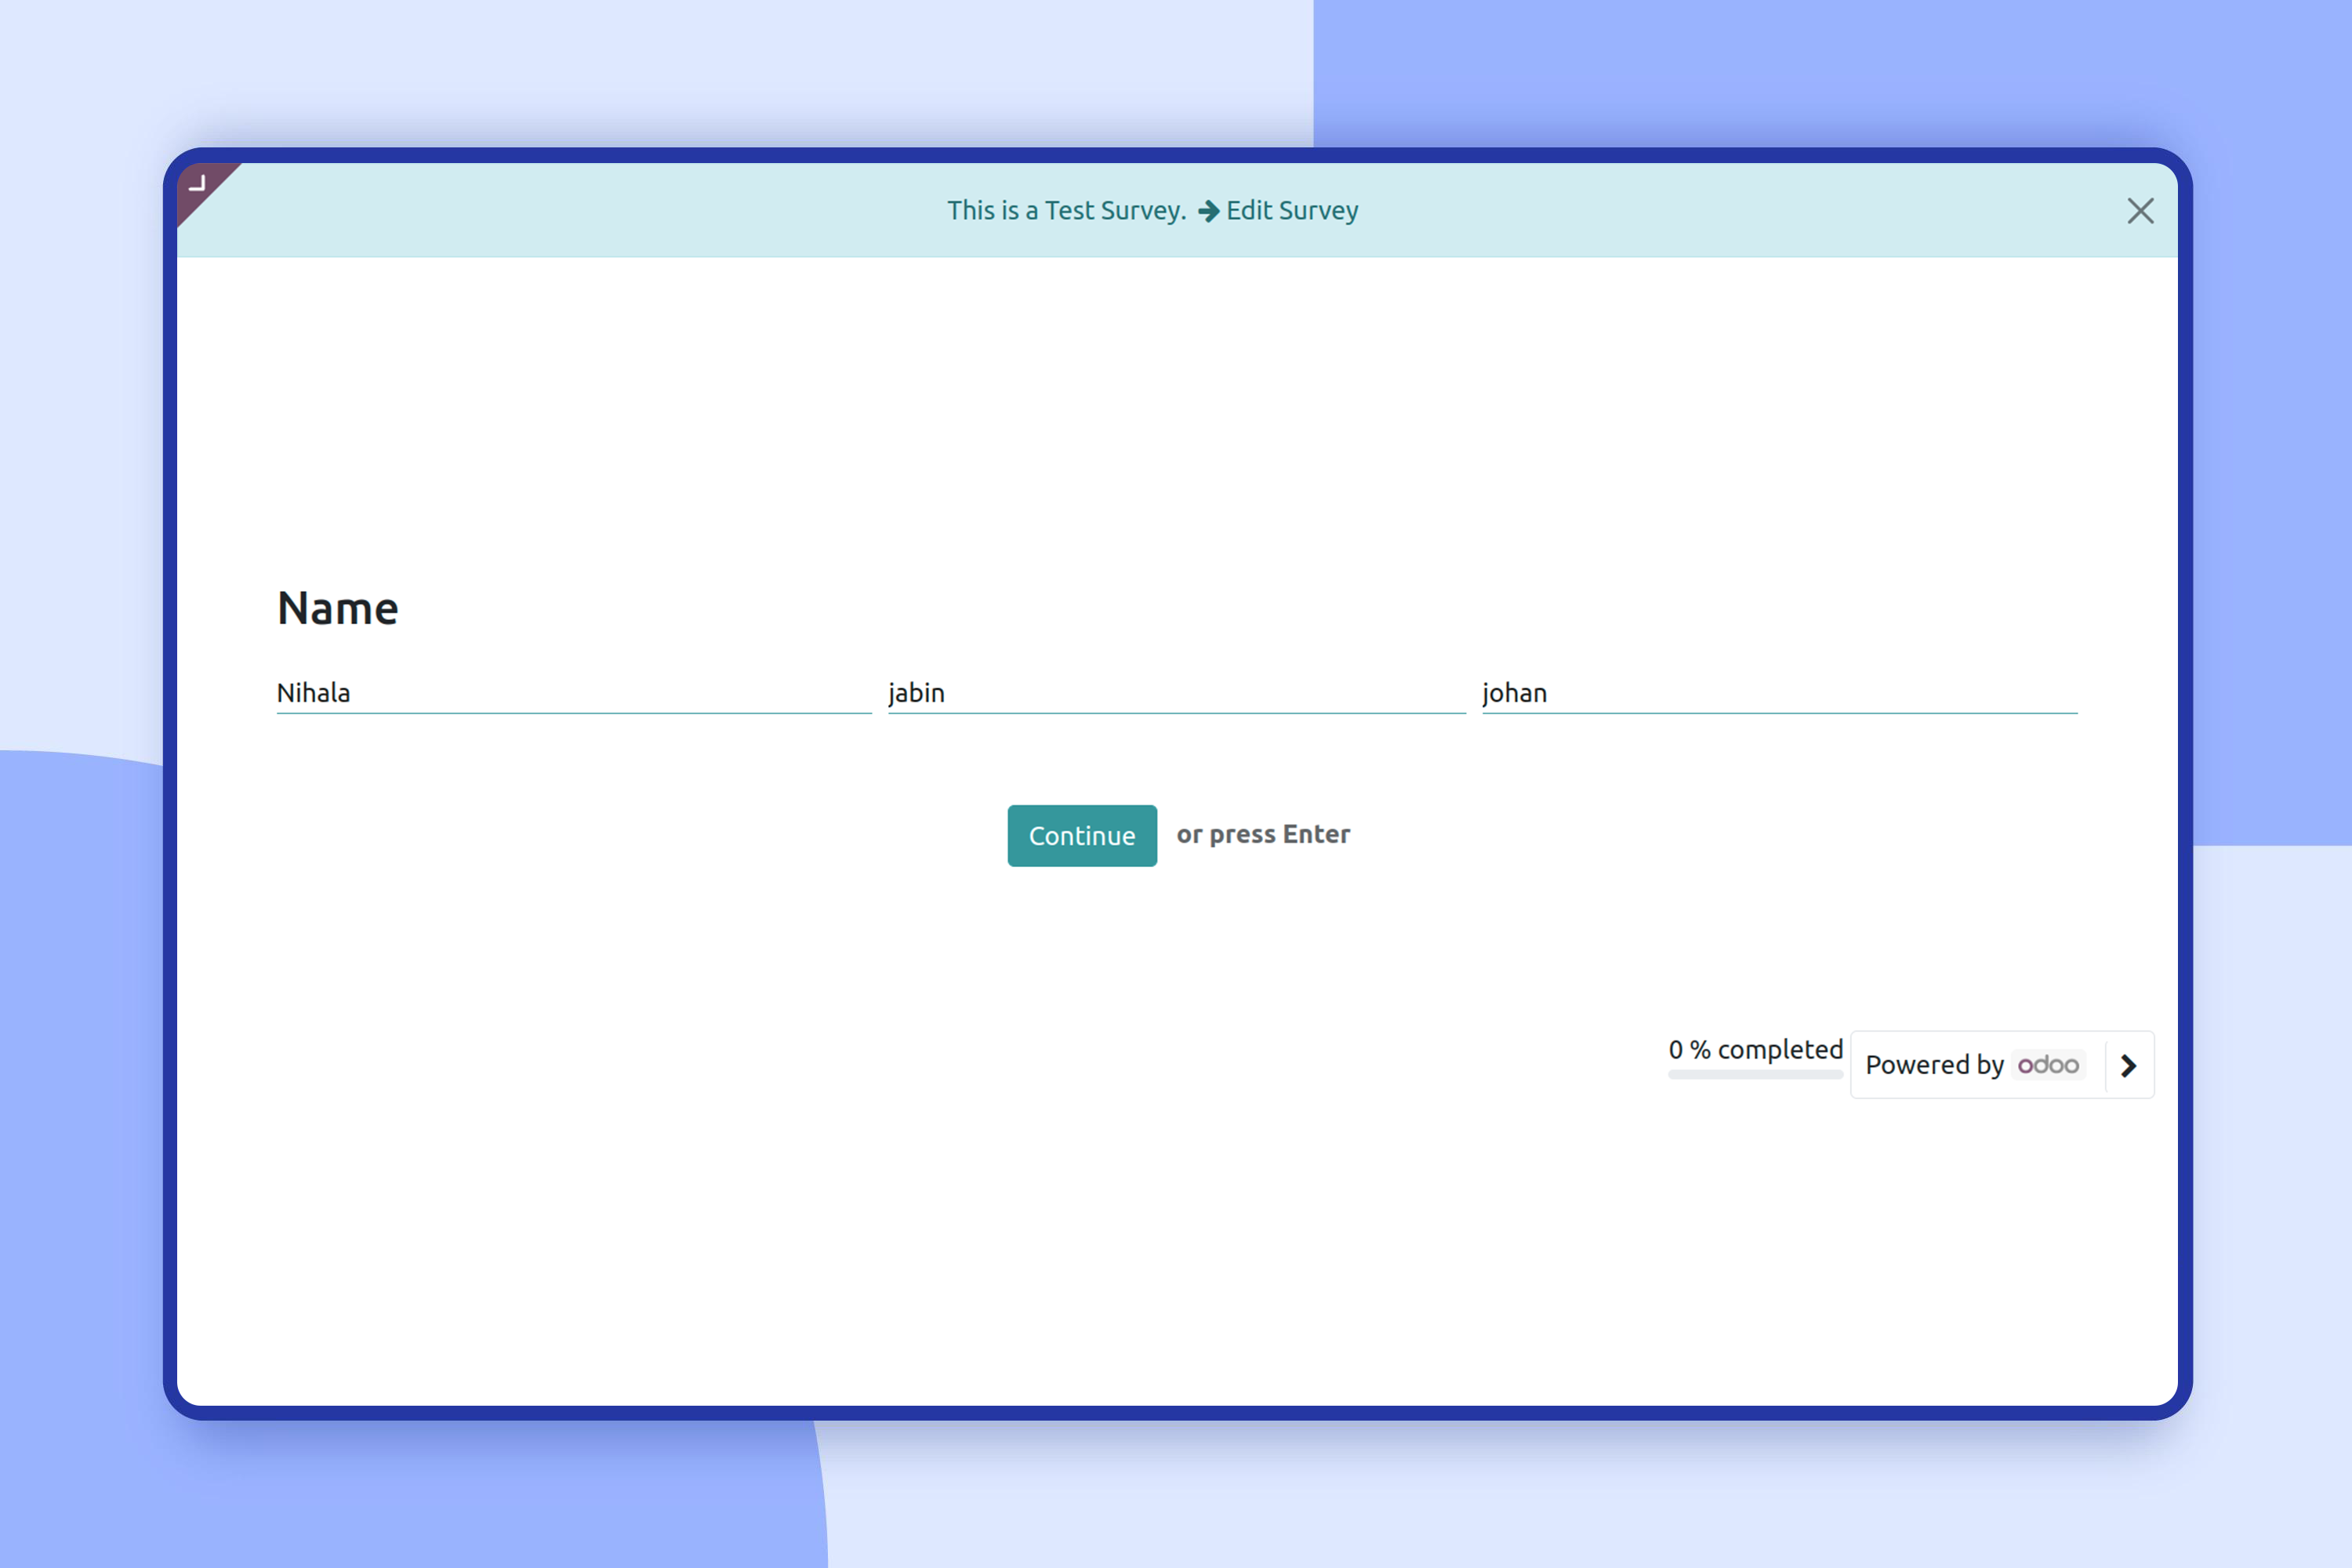 This is a Test Survey. Edit Survey
Name
Nihala jabin johan
Continue or press Enter
0 % completed
Powered by odoo